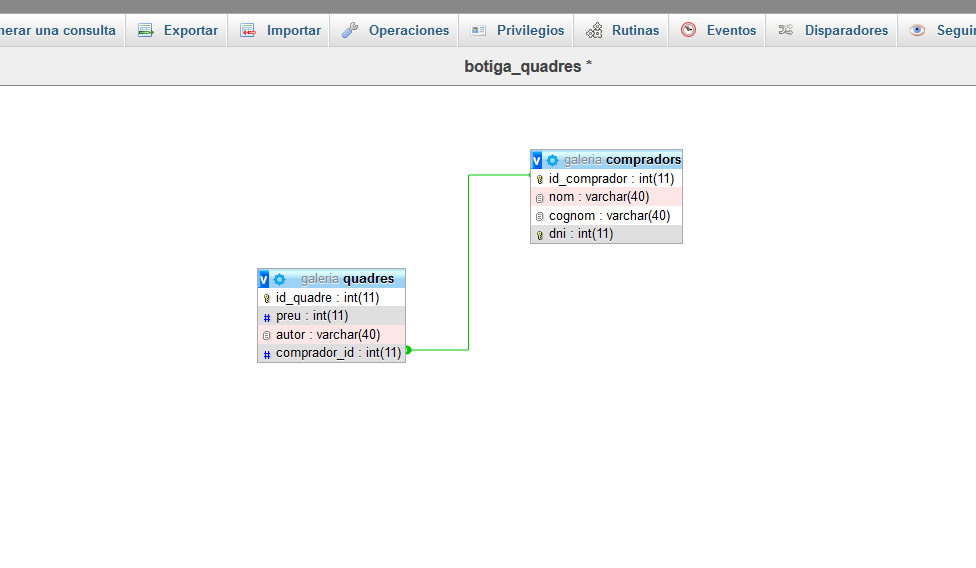 nerar una consulta Exportar Importar Operaciones Privilegios Rutinas Eventos Disparadores Seguir
botiga_quadres *
v galeria compradors
id_comprador : int(11)
nom : varchar(40)
cognom : varchar(40)
dni : int(11)
v galeria quadres
id_quadre : int(11)
# preu : int(11)
autor : varchar(40)
# comprador_id : int(11)